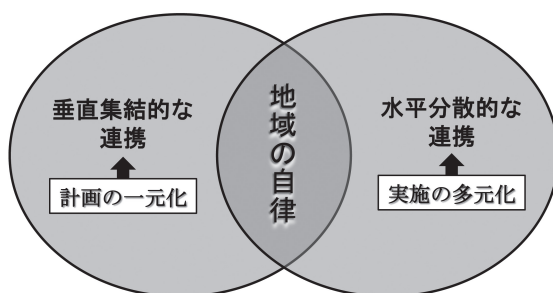 垂直集結的な
連携
計画の一元化
地域の自律
水平分散的な
連携
実施の多元化